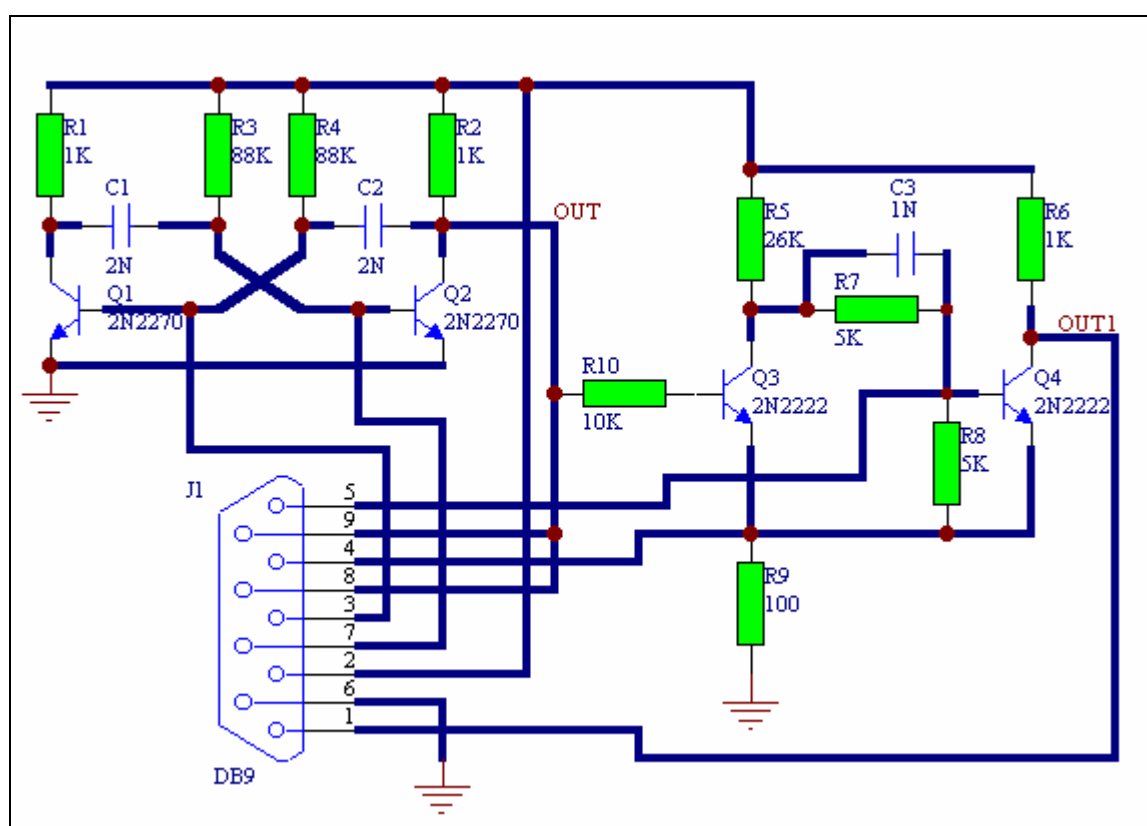 R1
1K
R3
88K
R4
88K
R2
1K
C1
2N
C2
2N
OUT
R5
26K
C3
1N
R6
1K
Q1
2N2270
Q2
2N2270
R7
5K
OUT1
R10
10K
Q3
2N2222
Q4
2N2222
R8
5K
J1
5
9
4
8
3
7
2
6
1
R9
100
DB9